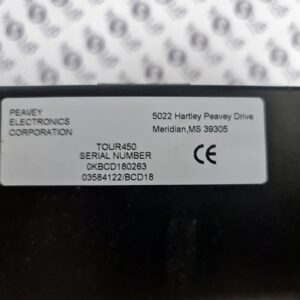 PEAVEY
ELECTRONICS
CORPORATION
5022 Hartley Peavey Drive
Meridian,MS 39305
TOUR450
SERIAL NUMBER
0KBCD180263
03584122/BCD18
CE